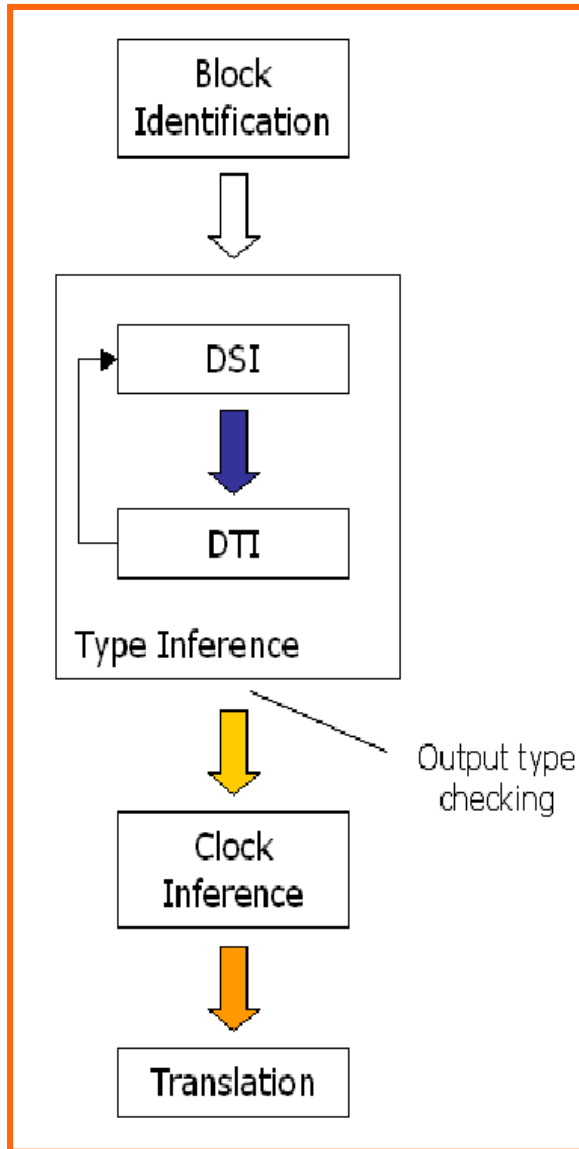 Block
Identification
DSI
DTI
Type Inference
Output type
checking
Clock
Inference
Translation